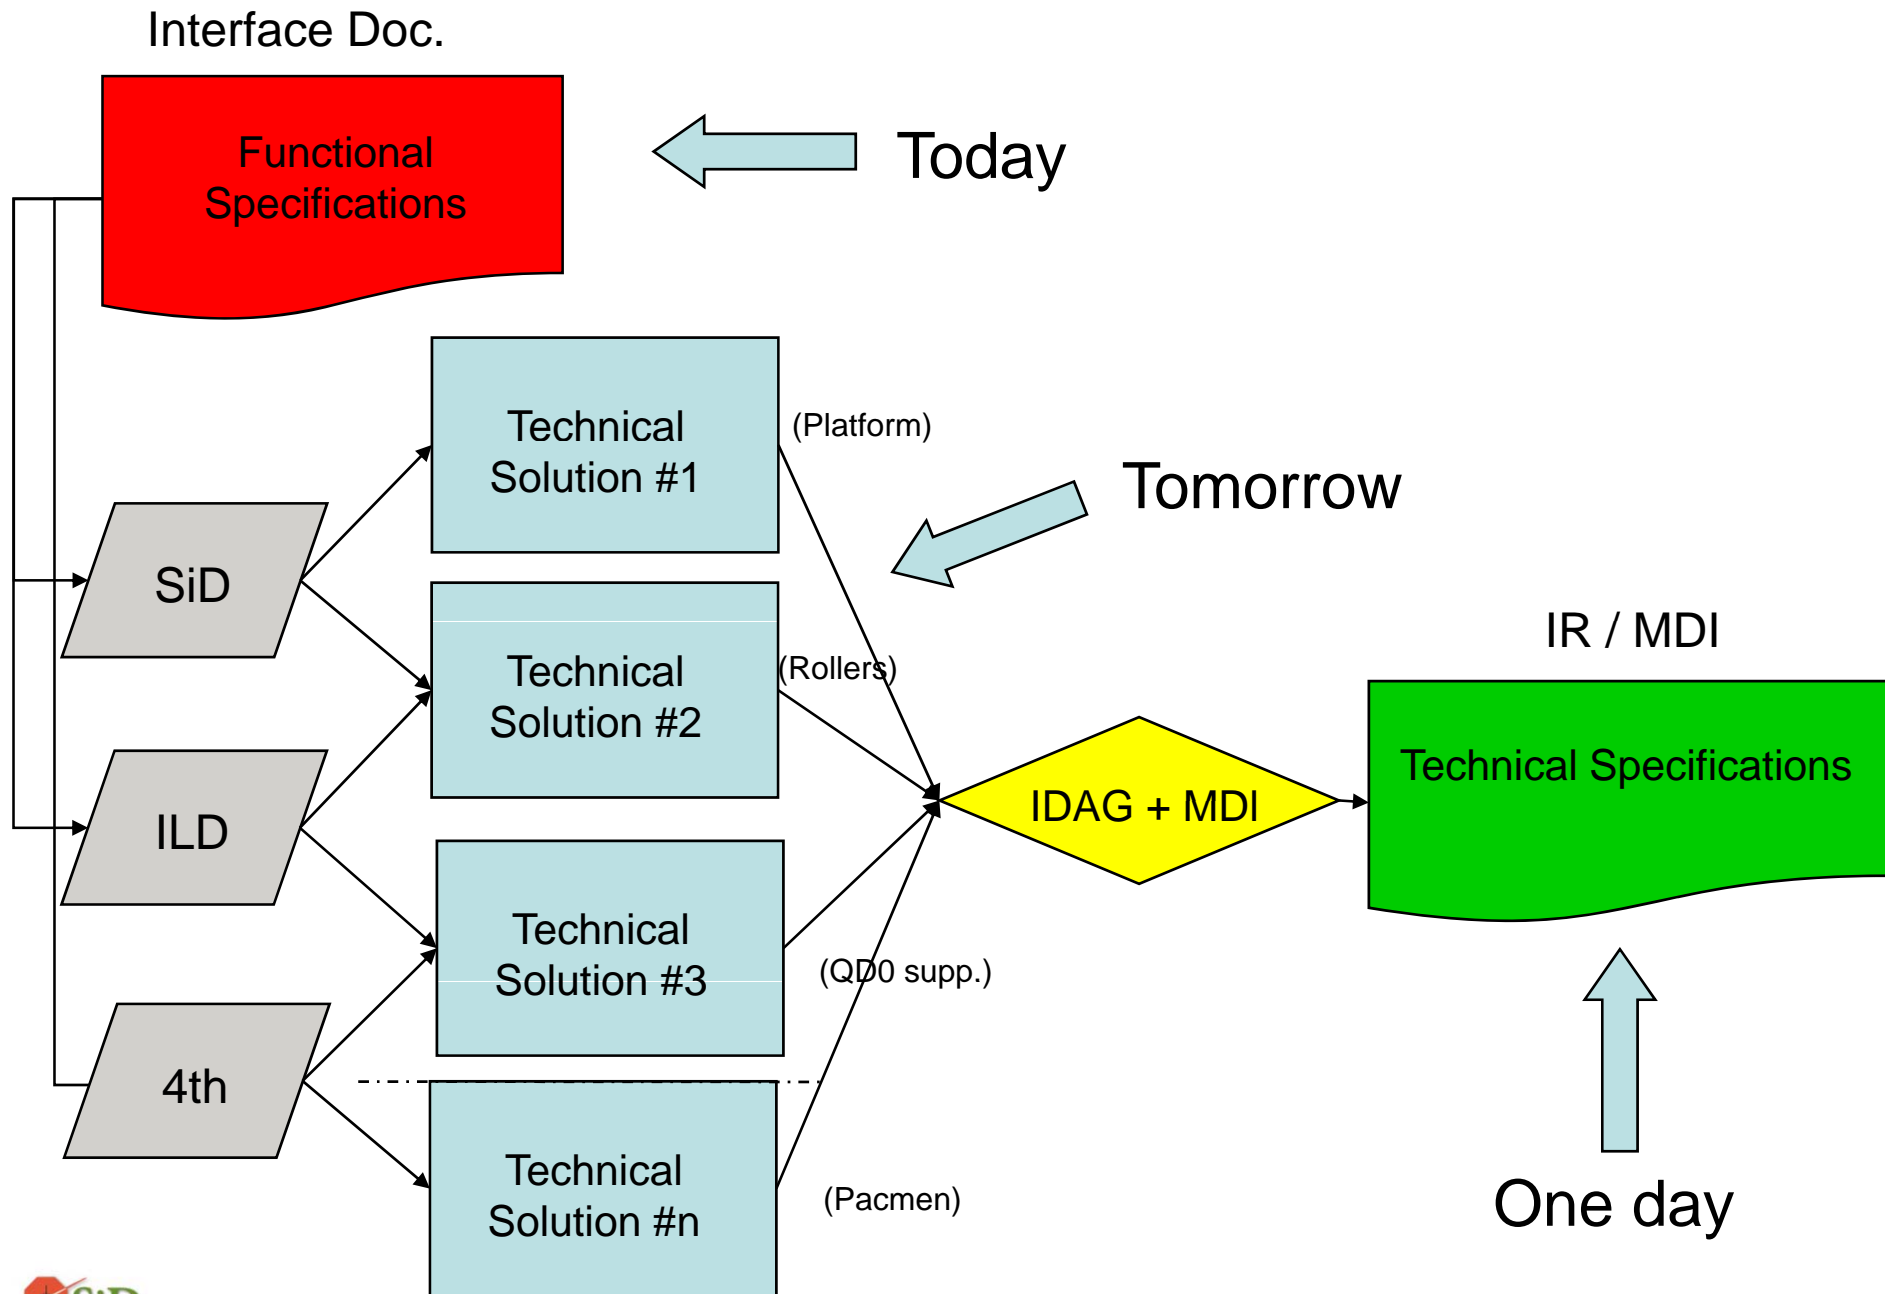 Interface Doc.
Functional
Specifications
Today
Technical
Solution #1
(Platform)
Tomorrow
SiD
Technical
Solution #2
(Rollers)
IR / MDI
Technical Specifications
IDAG + MDI
ILD
Technical
Solution #3
(QD0 supp.)
4th
Technical
Solution #n
(Pacmen)
One day
SiD